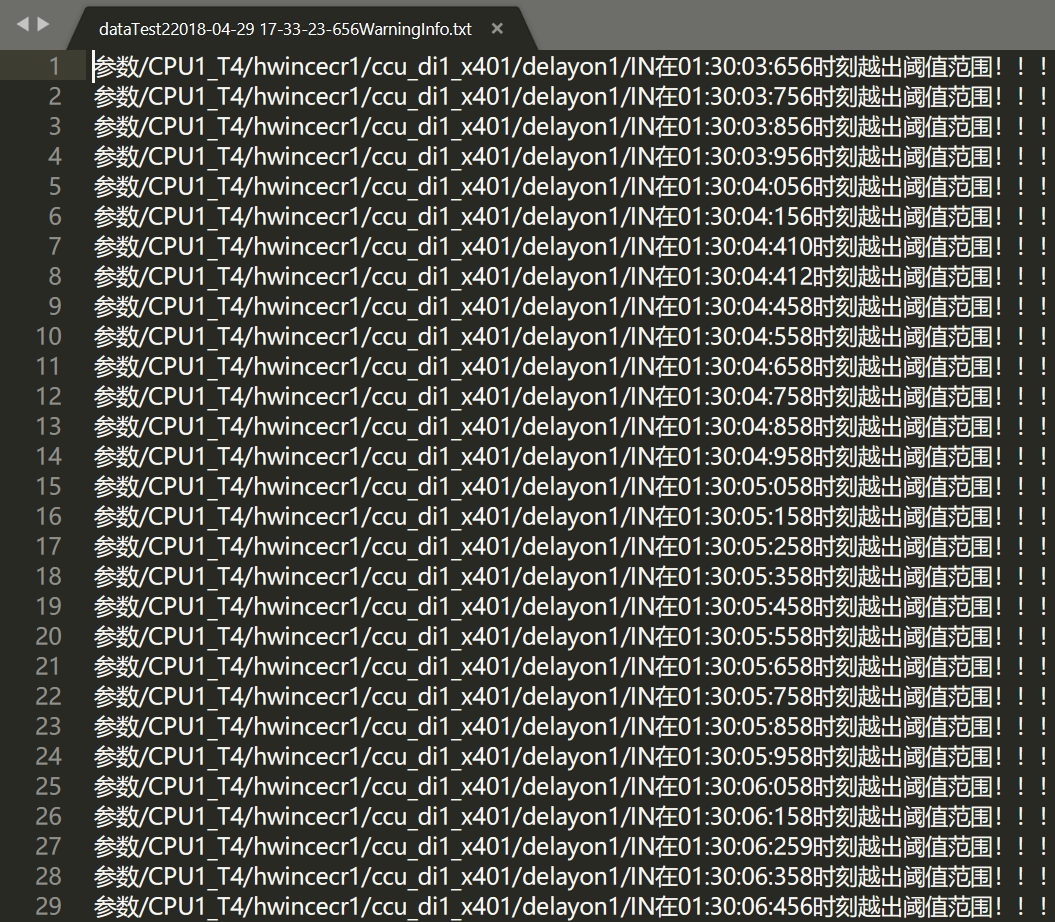 dataTest22018-04-29 17-33-23-656WarningInfo.txt ×
1 参数/CPU1_T4/hwincecr1/ccu_di1_x401/delayon1/IN在01:30:03:656时刻越出阈值范围！！！
2 参数/CPU1_T4/hwincecr1/ccu_di1_x401/delayon1/IN在01:30:03:756时刻越出阈值范围！！！
3 参数/CPU1_T4/hwincecr1/ccu_di1_x401/delayon1/IN在01:30:03:856时刻越出阈值范围！！！
4 参数/CPU1_T4/hwincecr1/ccu_di1_x401/delayon1/IN在01:30:03:956时刻越出阈值范围！！！
5 参数/CPU1_T4/hwincecr1/ccu_di1_x401/delayon1/IN在01:30:04:056时刻越出阈值范围！！！
6 参数/CPU1_T4/hwincecr1/ccu_di1_x401/delayon1/IN在01:30:04:156时刻越出阈值范围！！！
7 参数/CPU1_T4/hwincecr1/ccu_di1_x401/delayon1/IN在01:30:04:410时刻越出阈值范围！！！
8 参数/CPU1_T4/hwincecr1/ccu_di1_x401/delayon1/IN在01:30:04:412时刻越出阈值范围！！！
9 参数/CPU1_T4/hwincecr1/ccu_di1_x401/delayon1/IN在01:30:04:458时刻越出阈值范围！！！
10 参数/CPU1_T4/hwincecr1/ccu_di1_x401/delayon1/IN在01:30:04:558时刻越出阈值范围！！！
11 参数/CPU1_T4/hwincecr1/ccu_di1_x401/delayon1/IN在01:30:04:658时刻越出阈值范围！！！
12 参数/CPU1_T4/hwincecr1/ccu_di1_x401/delayon1/IN在01:30:04:758时刻越出阈值范围！！！
13 参数/CPU1_T4/hwincecr1/ccu_di1_x401/delayon1/IN在01:30:04:858时刻越出阈值范围！！！
14 参数/CPU1_T4/hwincecr1/ccu_di1_x401/delayon1/IN在01:30:04:958时刻越出阈值范围！！！
15 参数/CPU1_T4/hwincecr1/ccu_di1_x401/delayon1/IN在01:30:05:058时刻越出阈值范围！！！
16 参数/CPU1_T4/hwincecr1/ccu_di1_x401/delayon1/IN在01:30:05:158时刻越出阈值范围！！！
17 参数/CPU1_T4/hwincecr1/ccu_di1_x401/delayon1/IN在01:30:05:258时刻越出阈值范围！！！
18 参数/CPU1_T4/hwincecr1/ccu_di1_x401/delayon1/IN在01:30:05:358时刻越出阈值范围！！！
19 参数/CPU1_T4/hwincecr1/ccu_di1_x401/delayon1/IN在01:30:05:458时刻越出阈值范围！！！
20 参数/CPU1_T4/hwincecr1/ccu_di1_x401/delayon1/IN在01:30:05:558时刻越出阈值范围！！！
21 参数/CPU1_T4/hwincecr1/ccu_di1_x401/delayon1/IN在01:30:05:658时刻越出阈值范围！！！
22 参数/CPU1_T4/hwincecr1/ccu_di1_x401/delayon1/IN在01:30:05:758时刻越出阈值范围！！！
23 参数/CPU1_T4/hwincecr1/ccu_di1_x401/delayon1/IN在01:30:05:858时刻越出阈值范围！！！
24 参数/CPU1_T4/hwincecr1/ccu_di1_x401/delayon1/IN在01:30:05:958时刻越出阈值范围！！！
25 参数/CPU1_T4/hwincecr1/ccu_di1_x401/delayon1/IN在01:30:06:058时刻越出阈值范围！！！
26 参数/CPU1_T4/hwincecr1/ccu_di1_x401/delayon1/IN在01:30:06:158时刻越出阈值范围！！！
27 参数/CPU1_T4/hwincecr1/ccu_di1_x401/delayon1/IN在01:30:06:259时刻越出阈值范围！！！
28 参数/CPU1_T4/hwincecr1/ccu_di1_x401/delayon1/IN在01:30:06:358时刻越出阈值范围！！！
29 参数/CPU1_T4/hwincecr1/ccu_di1_x401/delayon1/IN在01:30:06:456时刻越出阈值范围！！！